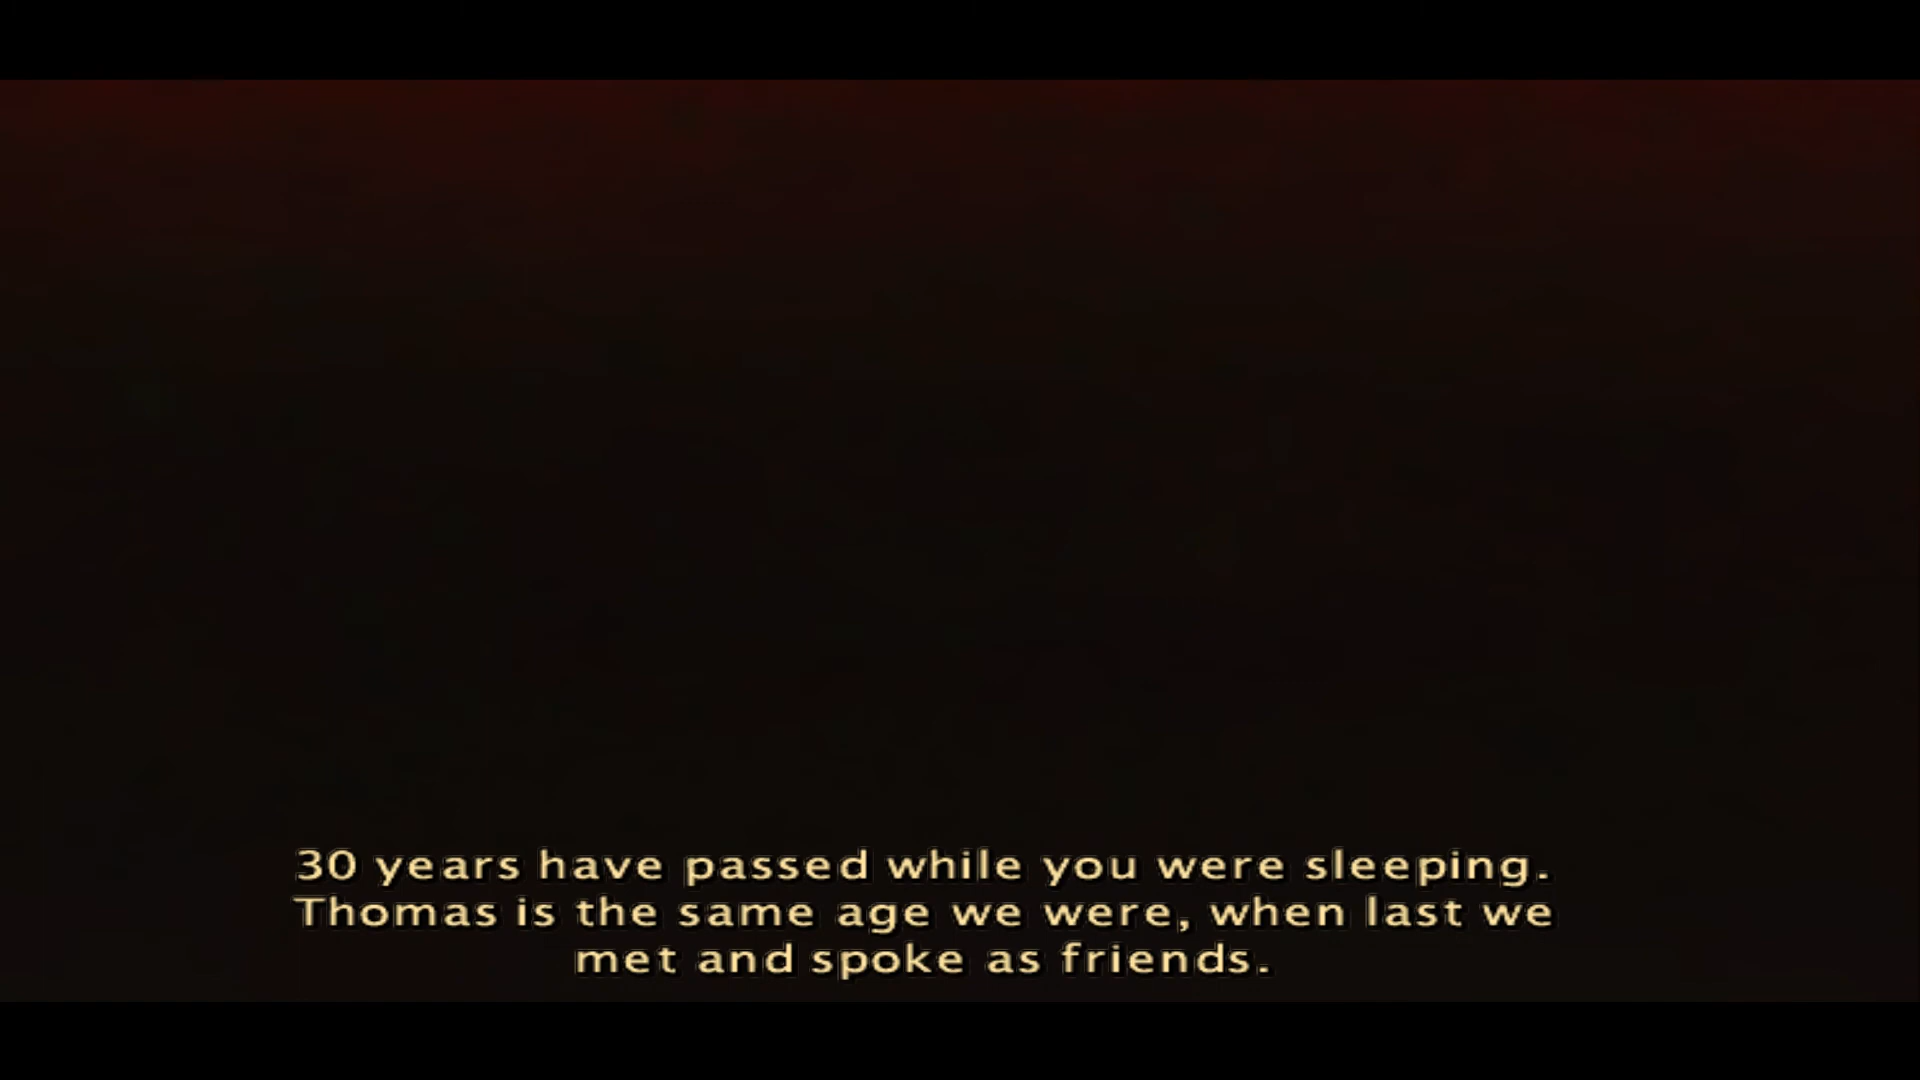 30 years have passed while you were sleeping.
Thomas is the same age we were, when last we
met and spoke as friends.